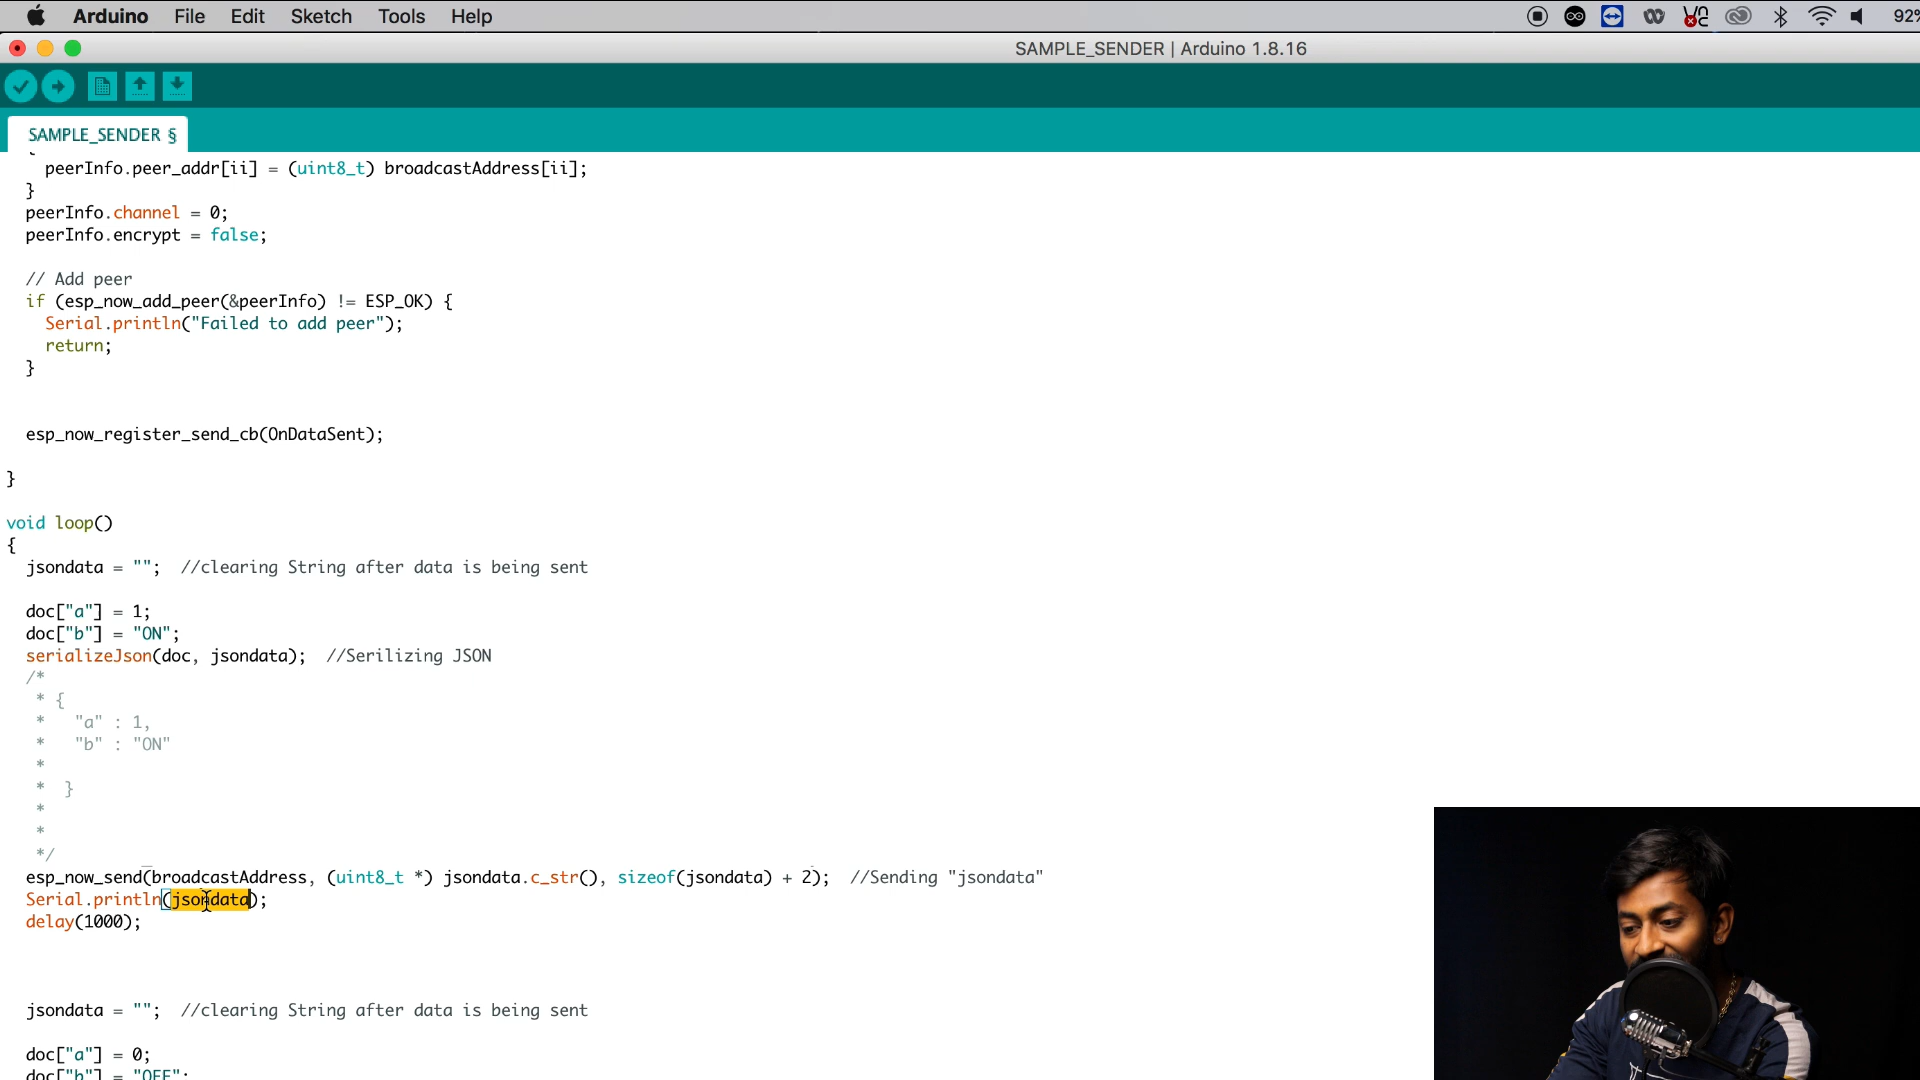 Arduino File Edit Sketch Tools Help 92%
SAMPLE_SENDER | Arduino 1.8.16
SAMPLE_SENDER §
{
peerInfo.peer_addr[ii] = (uint8_t) broadcastAddress[ii];
}
peerInfo.channel = 0;
peerInfo.encrypt = false;
// Add peer
if (esp_now_add_peer(&peerInfo) != ESP_OK) {
Serial.println("Failed to add peer");
return;
}
esp_now_register_send_cb(OnDataSent);
}
void loop()
{
jsondata = ""; //clearing String after data is being sent
doc["a"] = 1;
doc["b"] = "ON";
serializeJson(doc, jsondata); //Serilizing JSON
/*
* {
* "a" : 1,
* "b" : "ON"
*
* }
*
*
*/
esp_now_send(broadcastAddress, (uint8_t *) jsondata.c_str(), sizeof(jsondata) + 2); //Sending "jsondata"
Serial.println(jsondata);
delay(1000);
jsondata = ""; //clearing String after data is being sent
doc["a"] = 0;
doc["b"] = "OFF";